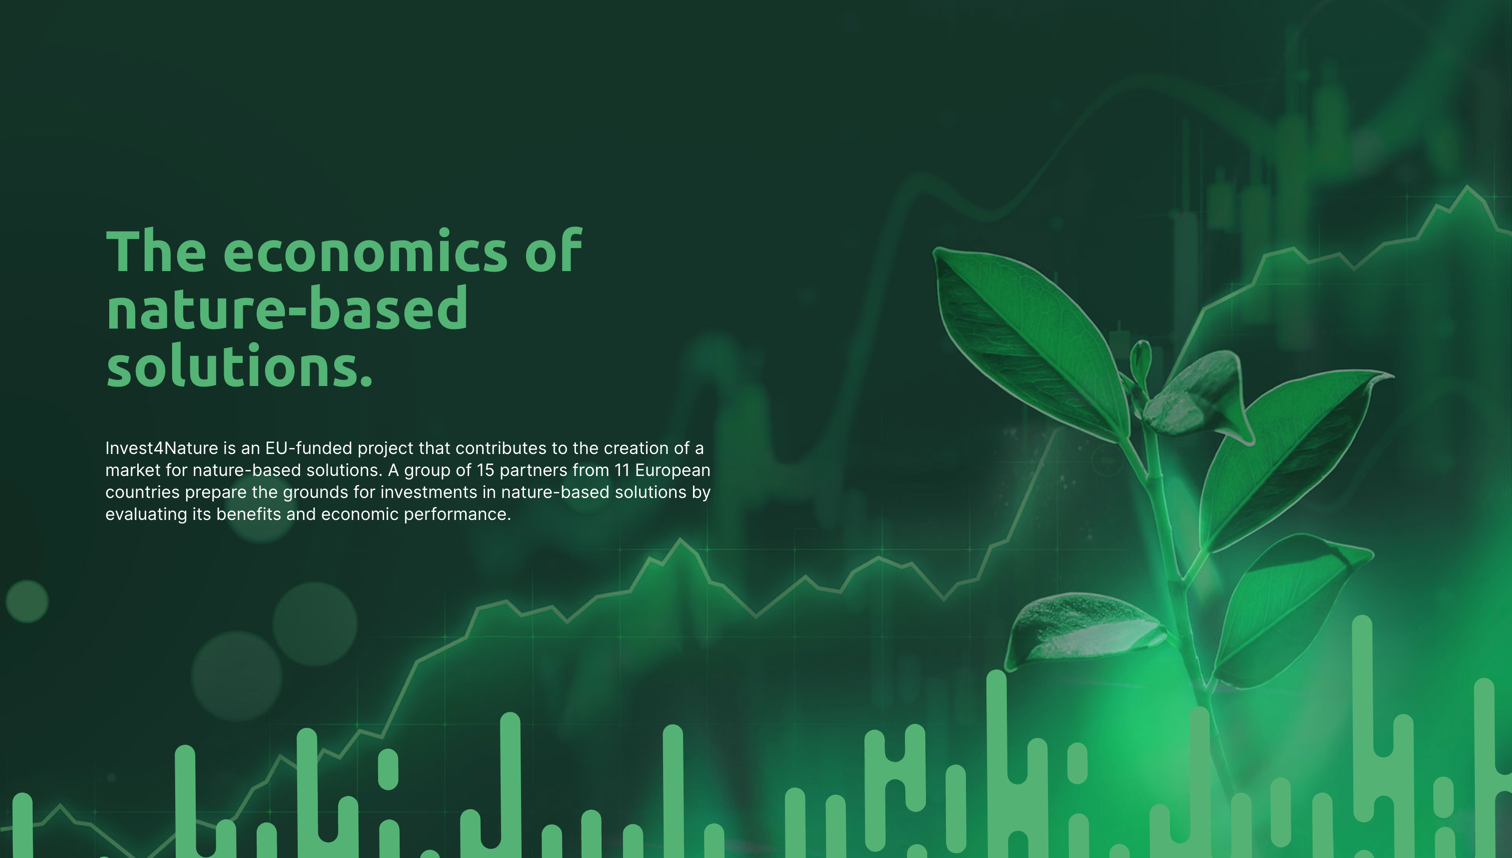 The economics of
nature-based
solutions.
Invest4Nature is an EU-funded project that contributes to the creation of a
market for nature-based solutions. A group of 15 partners from 11 European
countries prepare the grounds for investments in nature-based solutions by
evaluating its benefits and economic performance.